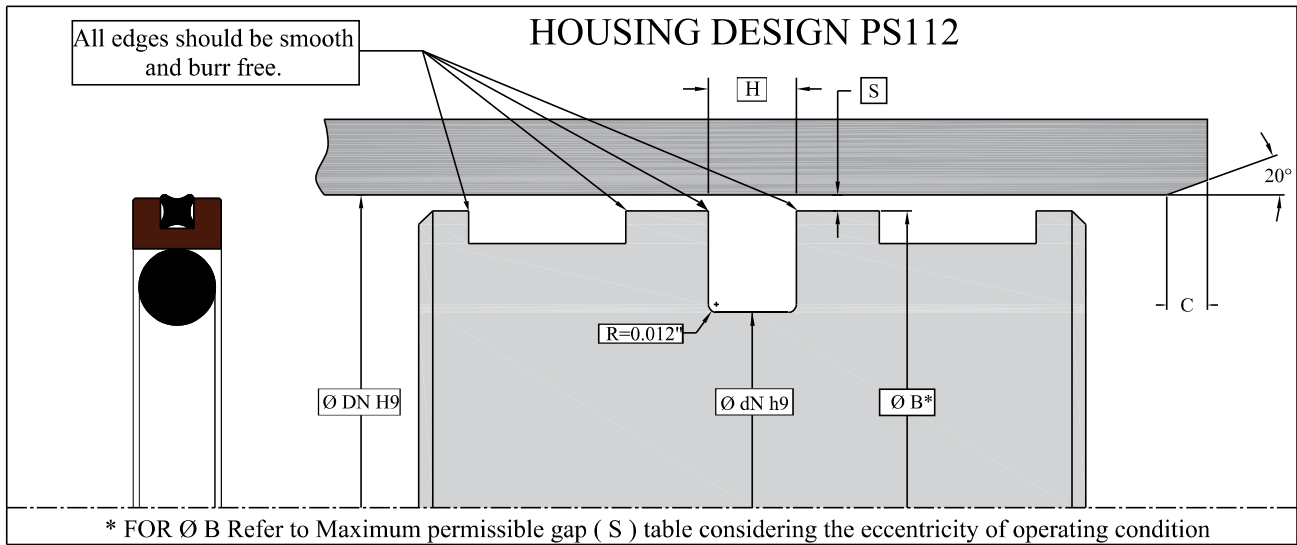 HOUSING DESIGN PS112
All edges should be smooth
and burr free.
H
S
20°
C
R=0.012"
Ø DN H9
Ø dN h9
Ø B*
* FOR Ø B Refer to Maximum permissible gap ( S ) table considering the eccentricity of operating condition